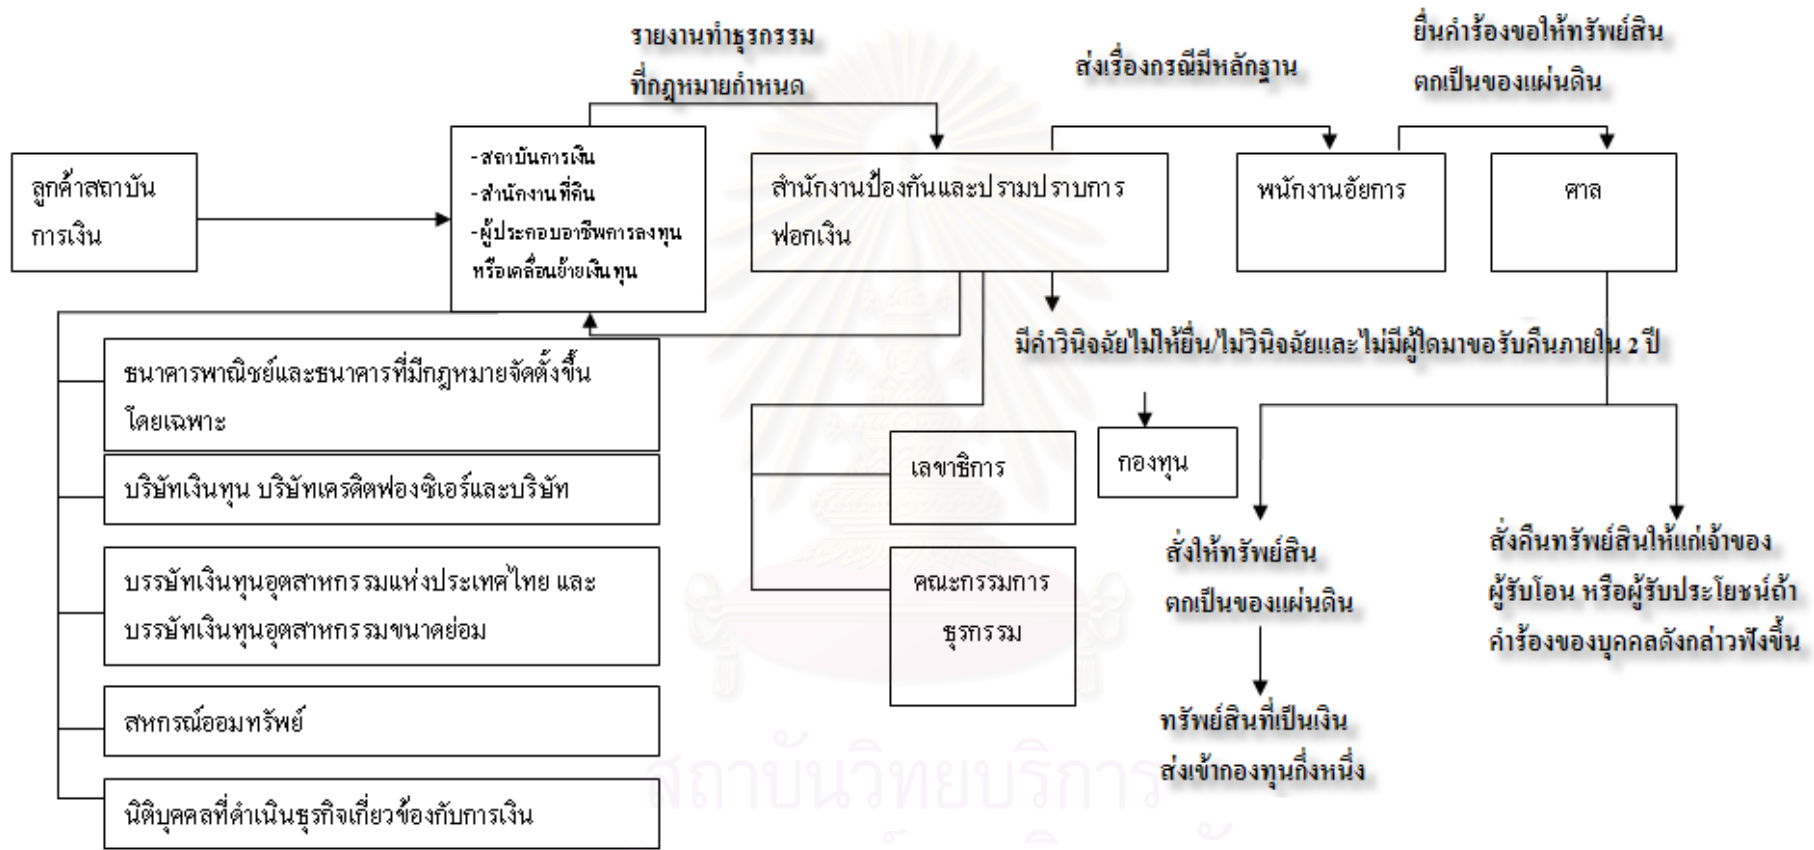 รายงานทำธุรกรรม
ที่กฎหมายกำหนด
ส่งเรื่องกรณีมีหลักฐาน
ยื่นคำร้องขอให้ทรัพย์สิน
ตกเป็นของแผ่นดิน
ลูกค้าสถาบัน
การเงิน
-สถาบันการเงิน
-สำนักงานที่ดิน
-ผู้ประกอบอาชีพการลงทุน
หรือเคลื่อนย้ายเงินทุน
สำนักงานป้องกันและปรามปราบการ
ฟอกเงิน
พนักงานอัยการ
ศาล
มีคำวินิจฉัยไม่ให้ยื่น/ไม่วินิจฉัยและไม่มีผู้ใดมาขอรับคืนภายใน 2 ปี
ธนาคารพาณิชย์และธนาคารที่มีกฎหมายจัดตั้งขึ้น
โดยเฉพาะ
บริษัทเงินทุน บริษัทเครดิตฟองซิเอร์และบริษัท
บรรษัทเงินทุนอุตสาหกรรมแห่งประเทศไทย และ
บรรษัทเงินทุนอุตสาหกรรมขนาดย่อม
สหกรณ์ออมทรัพย์
นิติบุคคลที่ดำเนินธุรกิจเกี่ยวข้องกับการเงิน
เลขาธิการ
คณะกรรมการ
ธุรกรรม
กองทุน
สั่งให้ทรัพย์สิน
ตกเป็นของแผ่นดิน
ทรัพย์สินที่เป็นเงิน
ส่งเข้ากองทุนกึ่งหนึ่ง
สั่งคืนทรัพย์สินให้แก่เจ้าของ
ผู้รับโอน หรือผู้รับประโยชน์ถ้า
คำร้องของบุคคลดังกล่าวฟังขึ้น
สถาบันวิทยบริการ